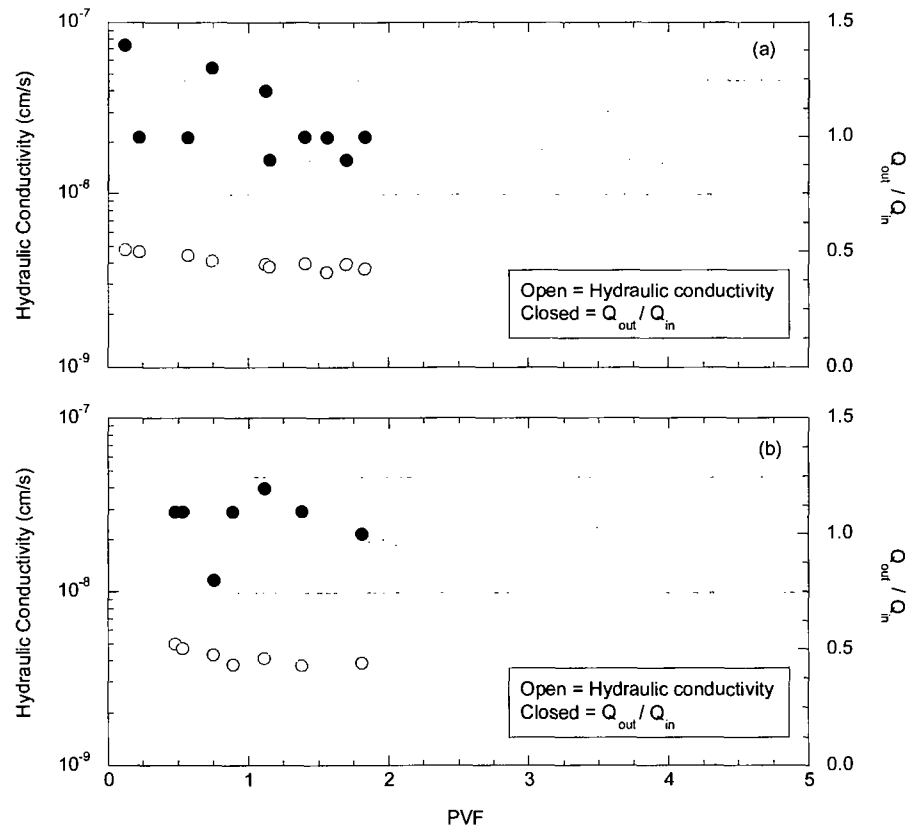 10^-7
10^-8
10^-9
Hydraulic Conductivity (cm/s)
(a)
1.5
1.0
0.5
0.0
Q_out / Q_in
Open = Hydraulic conductivity
Closed = Q_out / Q_in
10^-7
10^-8
10^-9
Hydraulic Conductivity (cm/s)
(b)
1.5
1.0
0.5
0.0
Q_out / Q_in
Open = Hydraulic conductivity
Closed = Q_out / Q_in
0 1 2 3 4 5
PVF